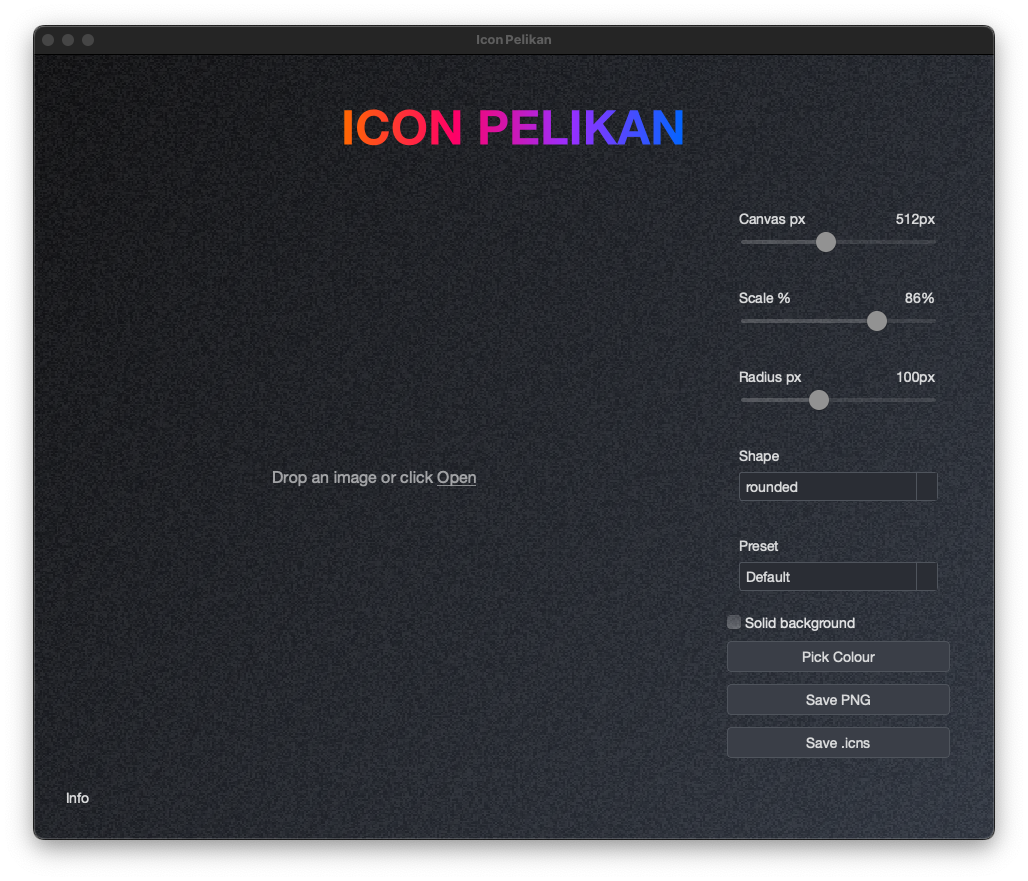 Icon Pelikan
ICON PELIKAN
Canvas px 512px
Scale % 86%
Radius px 100px
Shape
rounded
Drop an image or click Open
Preset
Default
Solid background
Pick Colour
Save PNG
Save .icns
Info